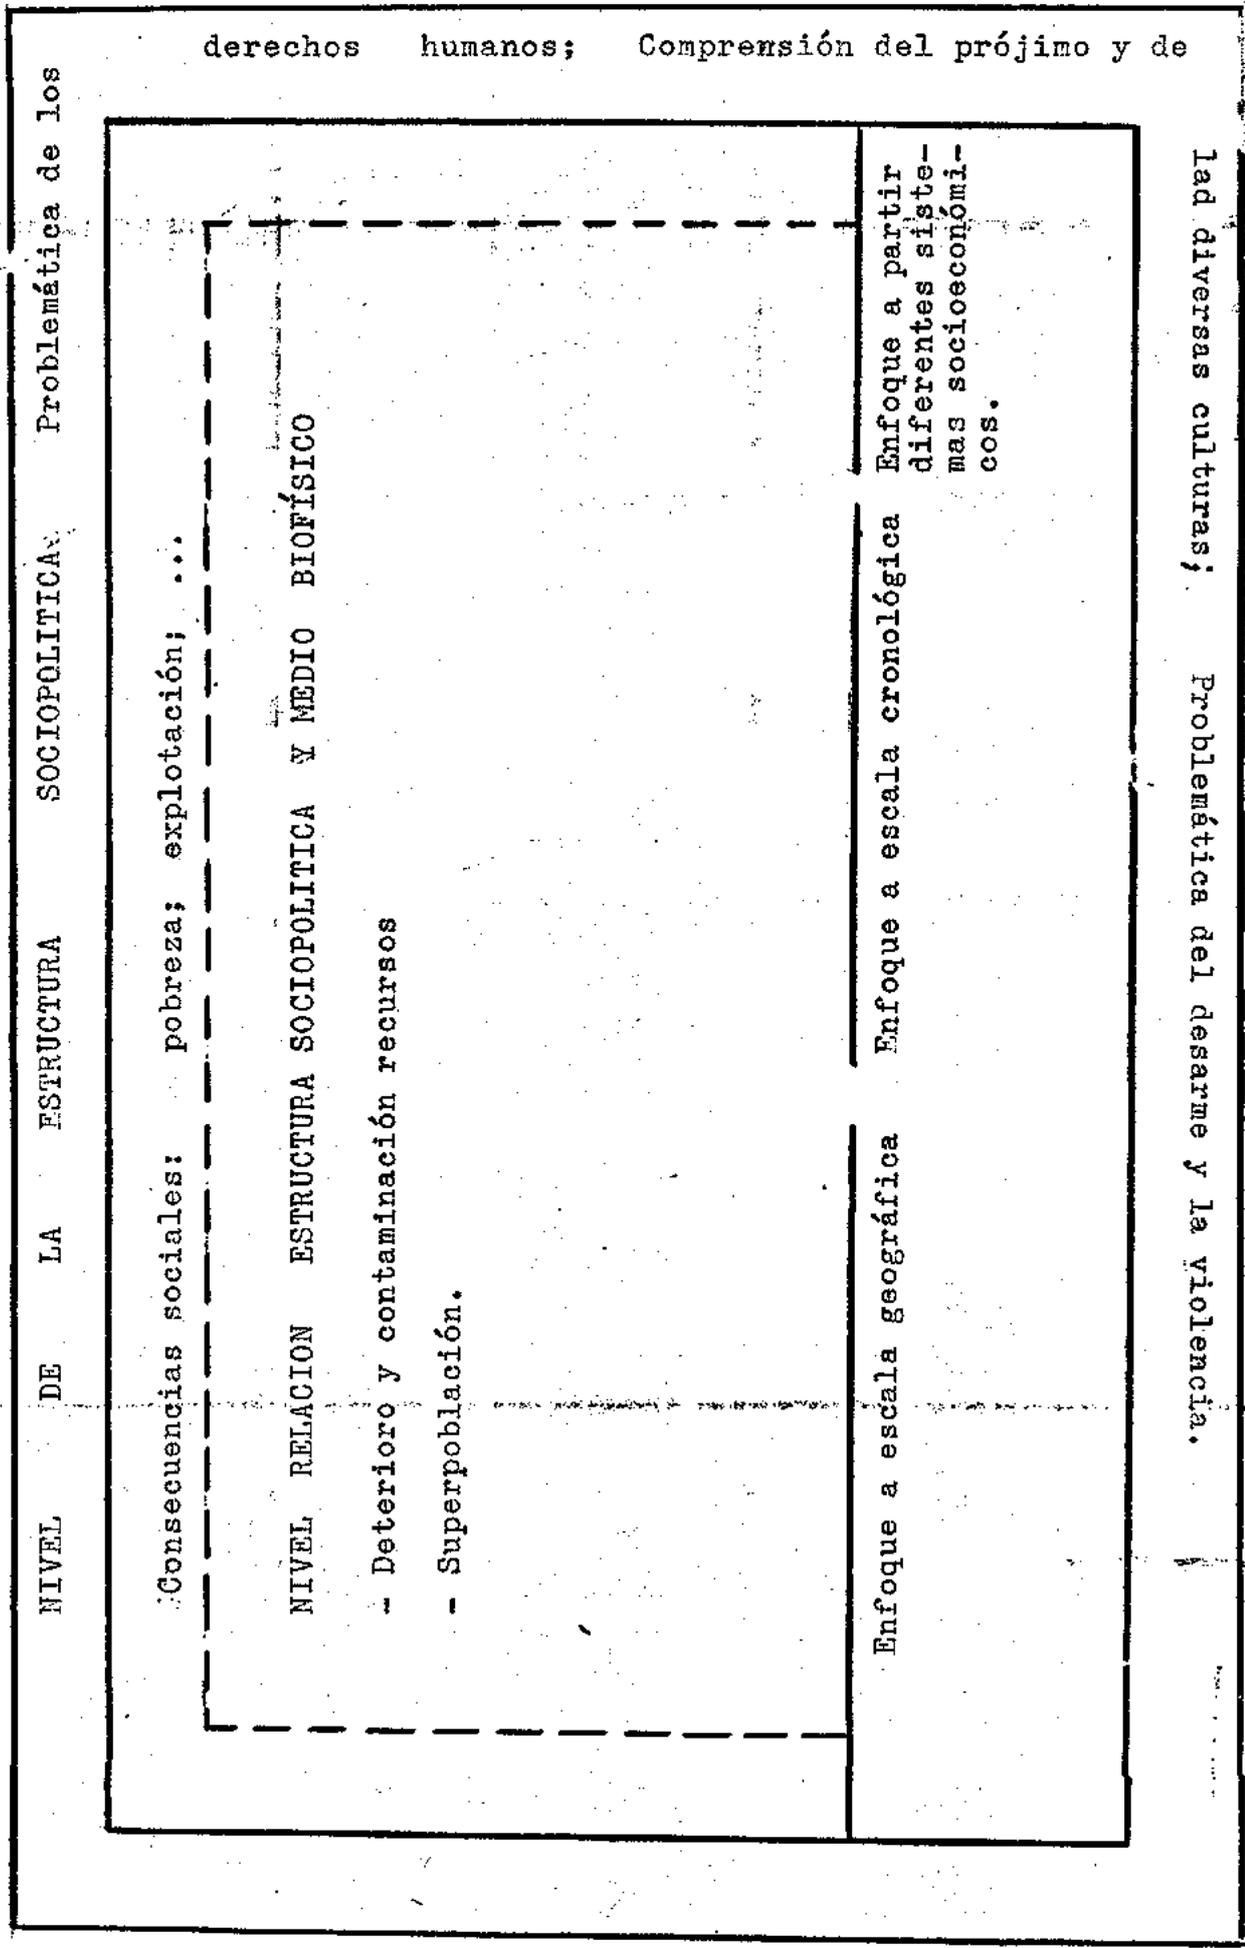 NIVEL DE LA ESTRUCTURA SOCIOPOLITICA Problemática de los
derechos humanos; Comprensión del prójimo y de
lad diversas culturas; Problemática del desarme y la violencia.
Consecuencias sociales: pobreza; explotación; ...
NIVEL RELACION ESTRUCTURA SOCIOPOLITICA Y MEDIO BIOFÍSICO
- Deterioro y contaminación recursos
- Superpoblación.
Enfoque a escala geográfica
Enfoque a escala cronológica
Enfoque a partir
diferentes siste-
mas socioeconómi-
cos.